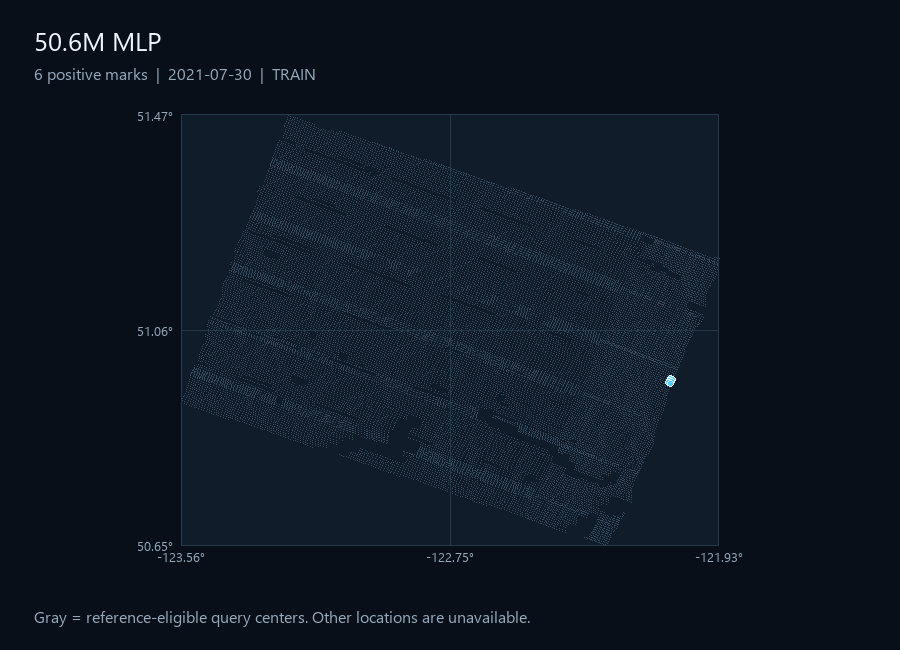 50.6M MLP
6 positive marks | 2021-07-30 | TRAIN
51.47°
51.06°
50.65°
-123.56°
-122.75°
-121.93°
Gray = reference-eligible query centers. Other locations are unavailable.